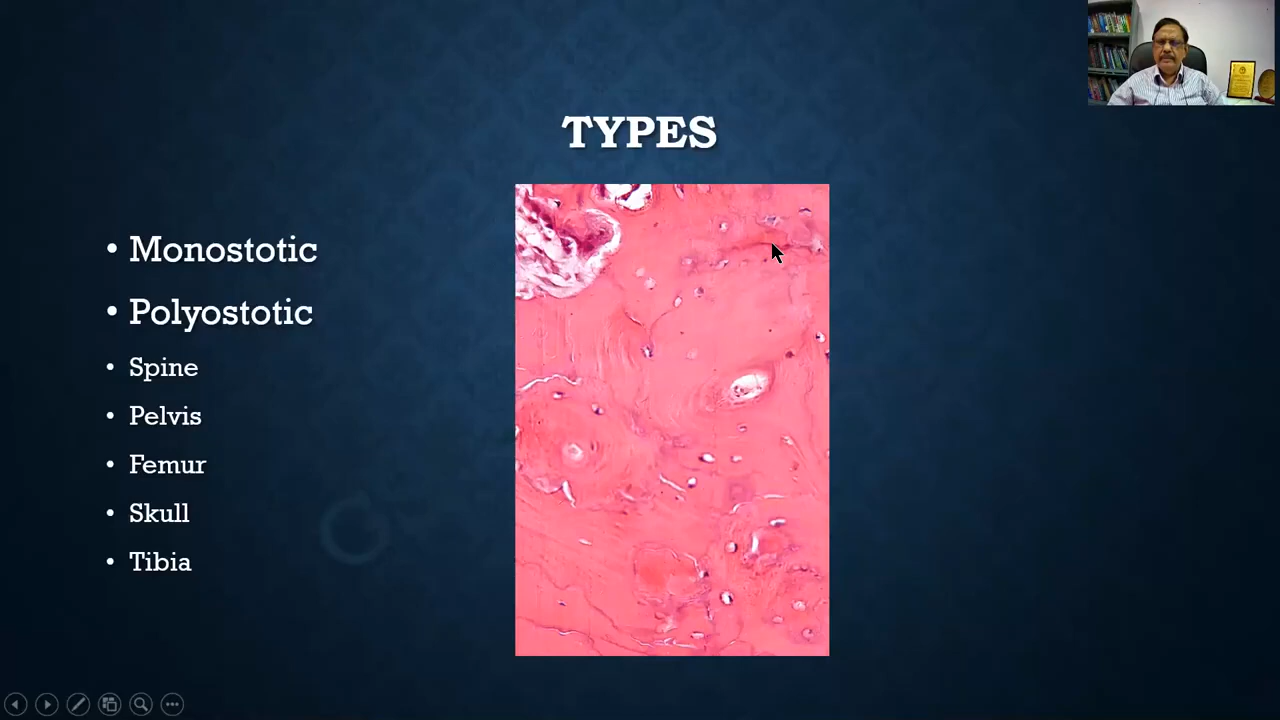 TYPES
• Monostotic
• Polyostotic
• Spine
• Pelvis
• Femur
• Skull
• Tibia